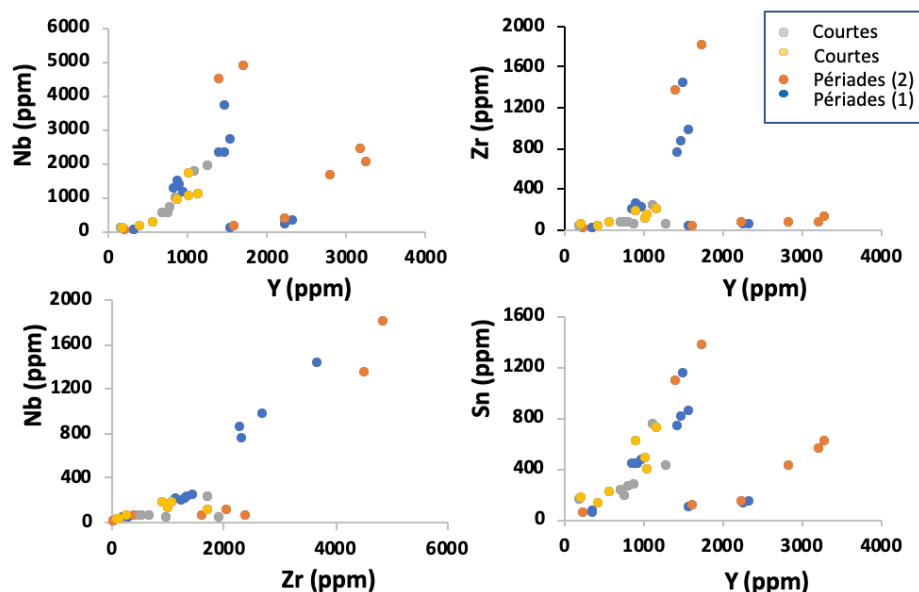 6000
5000
4000
3000
2000
1000
0
Nb (ppm)
0 1000 2000 3000 4000
Y (ppm)
2000
1600
1200
800
400
0
Zr (ppm)
0 1000 2000 3000 4000
Y (ppm)
Courtes
Courtes
Périades (2)
Périades (1)
2000
1600
1200
800
400
0
Nb (ppm)
0 2000 4000 6000
Zr (ppm)
1600
1200
800
400
0
Sn (ppm)
0 1000 2000 3000 4000
Y (ppm)